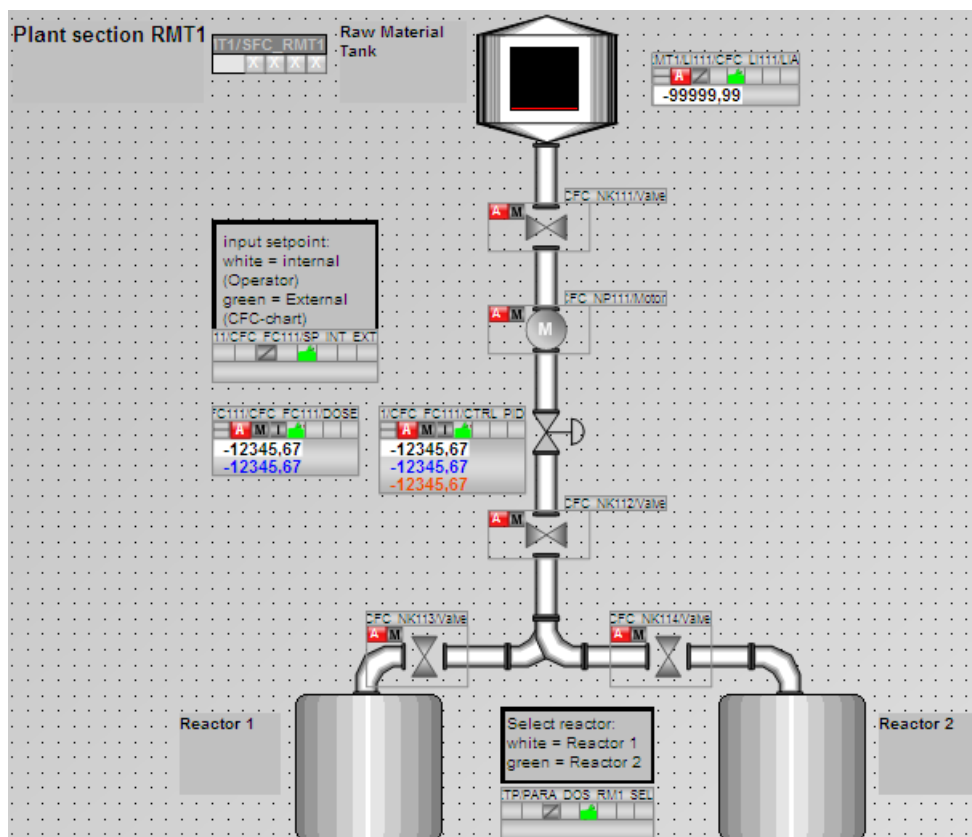 Plant section RMT1
IT1/SFC_RMT1
X X X X
Raw Material
Tank
.MT1/LI111/CFC_LI111/LIA
A
-99999,99
CFC_NK111/Valve
A M
input setpoint:
white = internal
(Operator)
green = External
(CFC-chart)
11/CFC_FC111/SP_INT_EXT
CFC_NP111/Motor
A M
M
FC111/CFC_FC111/DOSE
A M I
-12345,67
-12345,67
1/CFC_FC111/CTRL_PID
A M I
-12345,67
-12345,67
-12345,67
CFC_NK112/Valve
A M
CFC_NK113/Valve
A M
CFC_NK114/Valve
A M
Reactor 1
Select reactor:
white = Reactor 1
green = Reactor 2
.TP/PARA_DOS_RM1_SEL
Reactor 2